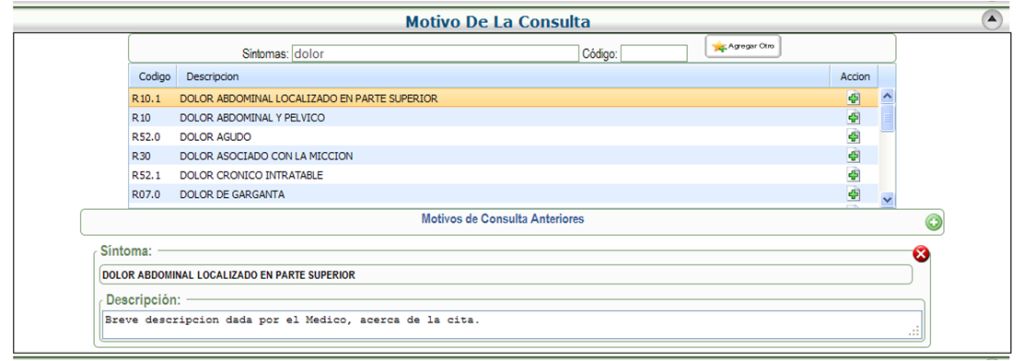 Motivo De La Consulta
Sintomas: dolor Código: Agregar Otro
Codigo Descripcion Accion
R10.1 DOLOR ABDOMINAL LOCALIZADO EN PARTE SUPERIOR
R10 DOLOR ABDOMINAL Y PELVICO
R52.0 DOLOR AGUDO
R30 DOLOR ASOCIADO CON LA MICCION
R52.1 DOLOR CRONICO INTRATABLE
R07.0 DOLOR DE GARGANTA
Motivos de Consulta Anteriores
Síntoma:
DOLOR ABDOMINAL LOCALIZADO EN PARTE SUPERIOR
Descripción:
Breve descripcion dada por el Medico, acerca de la cita.